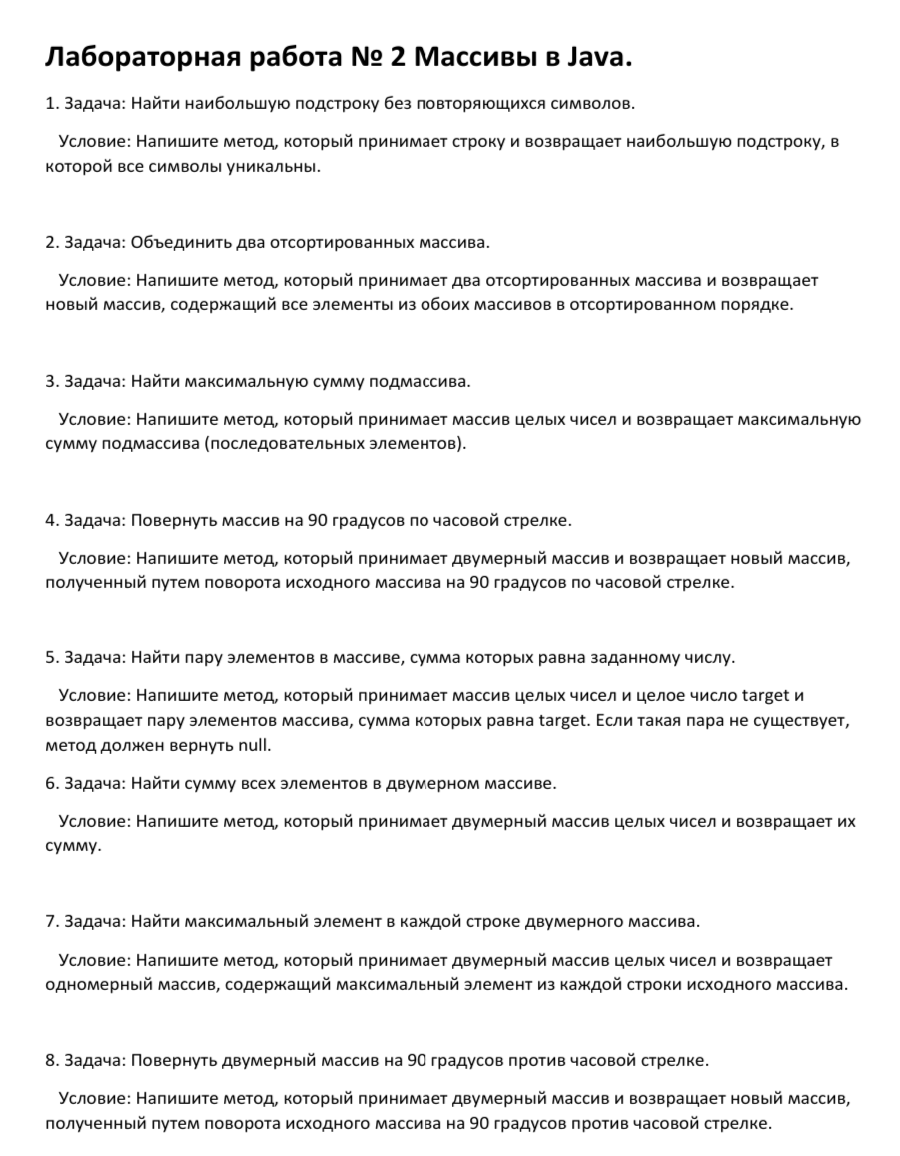 Лабораторная работа № 2 Массивы в Java.
1. Задача: Найти наибольшую подстроку без повторяющихся символов.
Условие: Напишите метод, который принимает строку и возвращает наибольшую подстроку, в
которой все символы уникальны.
2. Задача: Объединить два отсортированных массива.
Условие: Напишите метод, который принимает два отсортированных массива и возвращает
новый массив, содержащий все элементы из обоих массивов в отсортированном порядке.
3. Задача: Найти максимальную сумму подмассива.
Условие: Напишите метод, который принимает массив целых чисел и возвращает максимальную
сумму подмассива (последовательных элементов).
4. Задача: Повернуть массив на 90 градусов по часовой стрелке.
Условие: Напишите метод, который принимает двумерный массив и возвращает новый массив,
полученный путем поворота исходного массива на 90 градусов по часовой стрелке.
5. Задача: Найти пару элементов в массиве, сумма которых равна заданному числу.
Условие: Напишите метод, который принимает массив целых чисел и целое число target и
возвращает пару элементов массива, сумма которых равна target. Если такая пара не существует,
метод должен вернуть null.
6. Задача: Найти сумму всех элементов в двумерном массиве.
Условие: Напишите метод, который принимает двумерный массив целых чисел и возвращает их
сумму.
7. Задача: Найти максимальный элемент в каждой строке двумерного массива.
Условие: Напишите метод, который принимает двумерный массив целых чисел и возвращает
одномерный массив, содержащий максимальный элемент из каждой строки исходного массива.
8. Задача: Повернуть двумерный массив на 90 градусов против часовой стрелке.
Условие: Напишите метод, который принимает двумерный массив и возвращает новый массив,
полученный путем поворота исходного массива на 90 градусов против часовой стрелке.